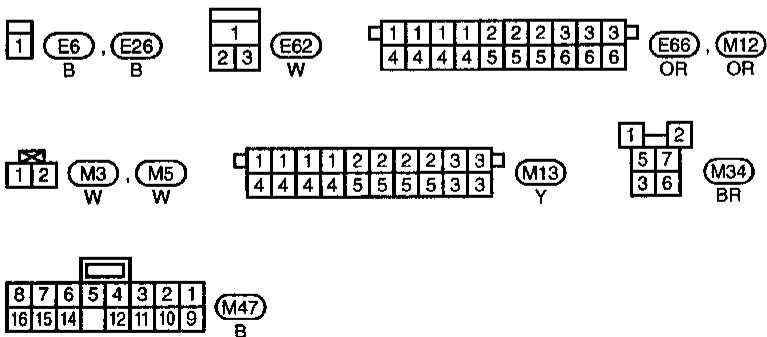 1 E6 , E26
B B
1
2 3 E62
W
1 1 1 1 2 2 2 3 3 3
4 4 4 4 5 5 5 6 6 6 E66 , M12
OR OR
1 2 M3 , M5
W W
1 1 1 1 2 2 2 2 3 3
4 4 4 4 5 5 5 5 3 3 M13
Y
1 2
5 7
3 6 M34
BR
8 7 6 5 4 3 2 1
16 15 14 12 11 10 9 M47
B